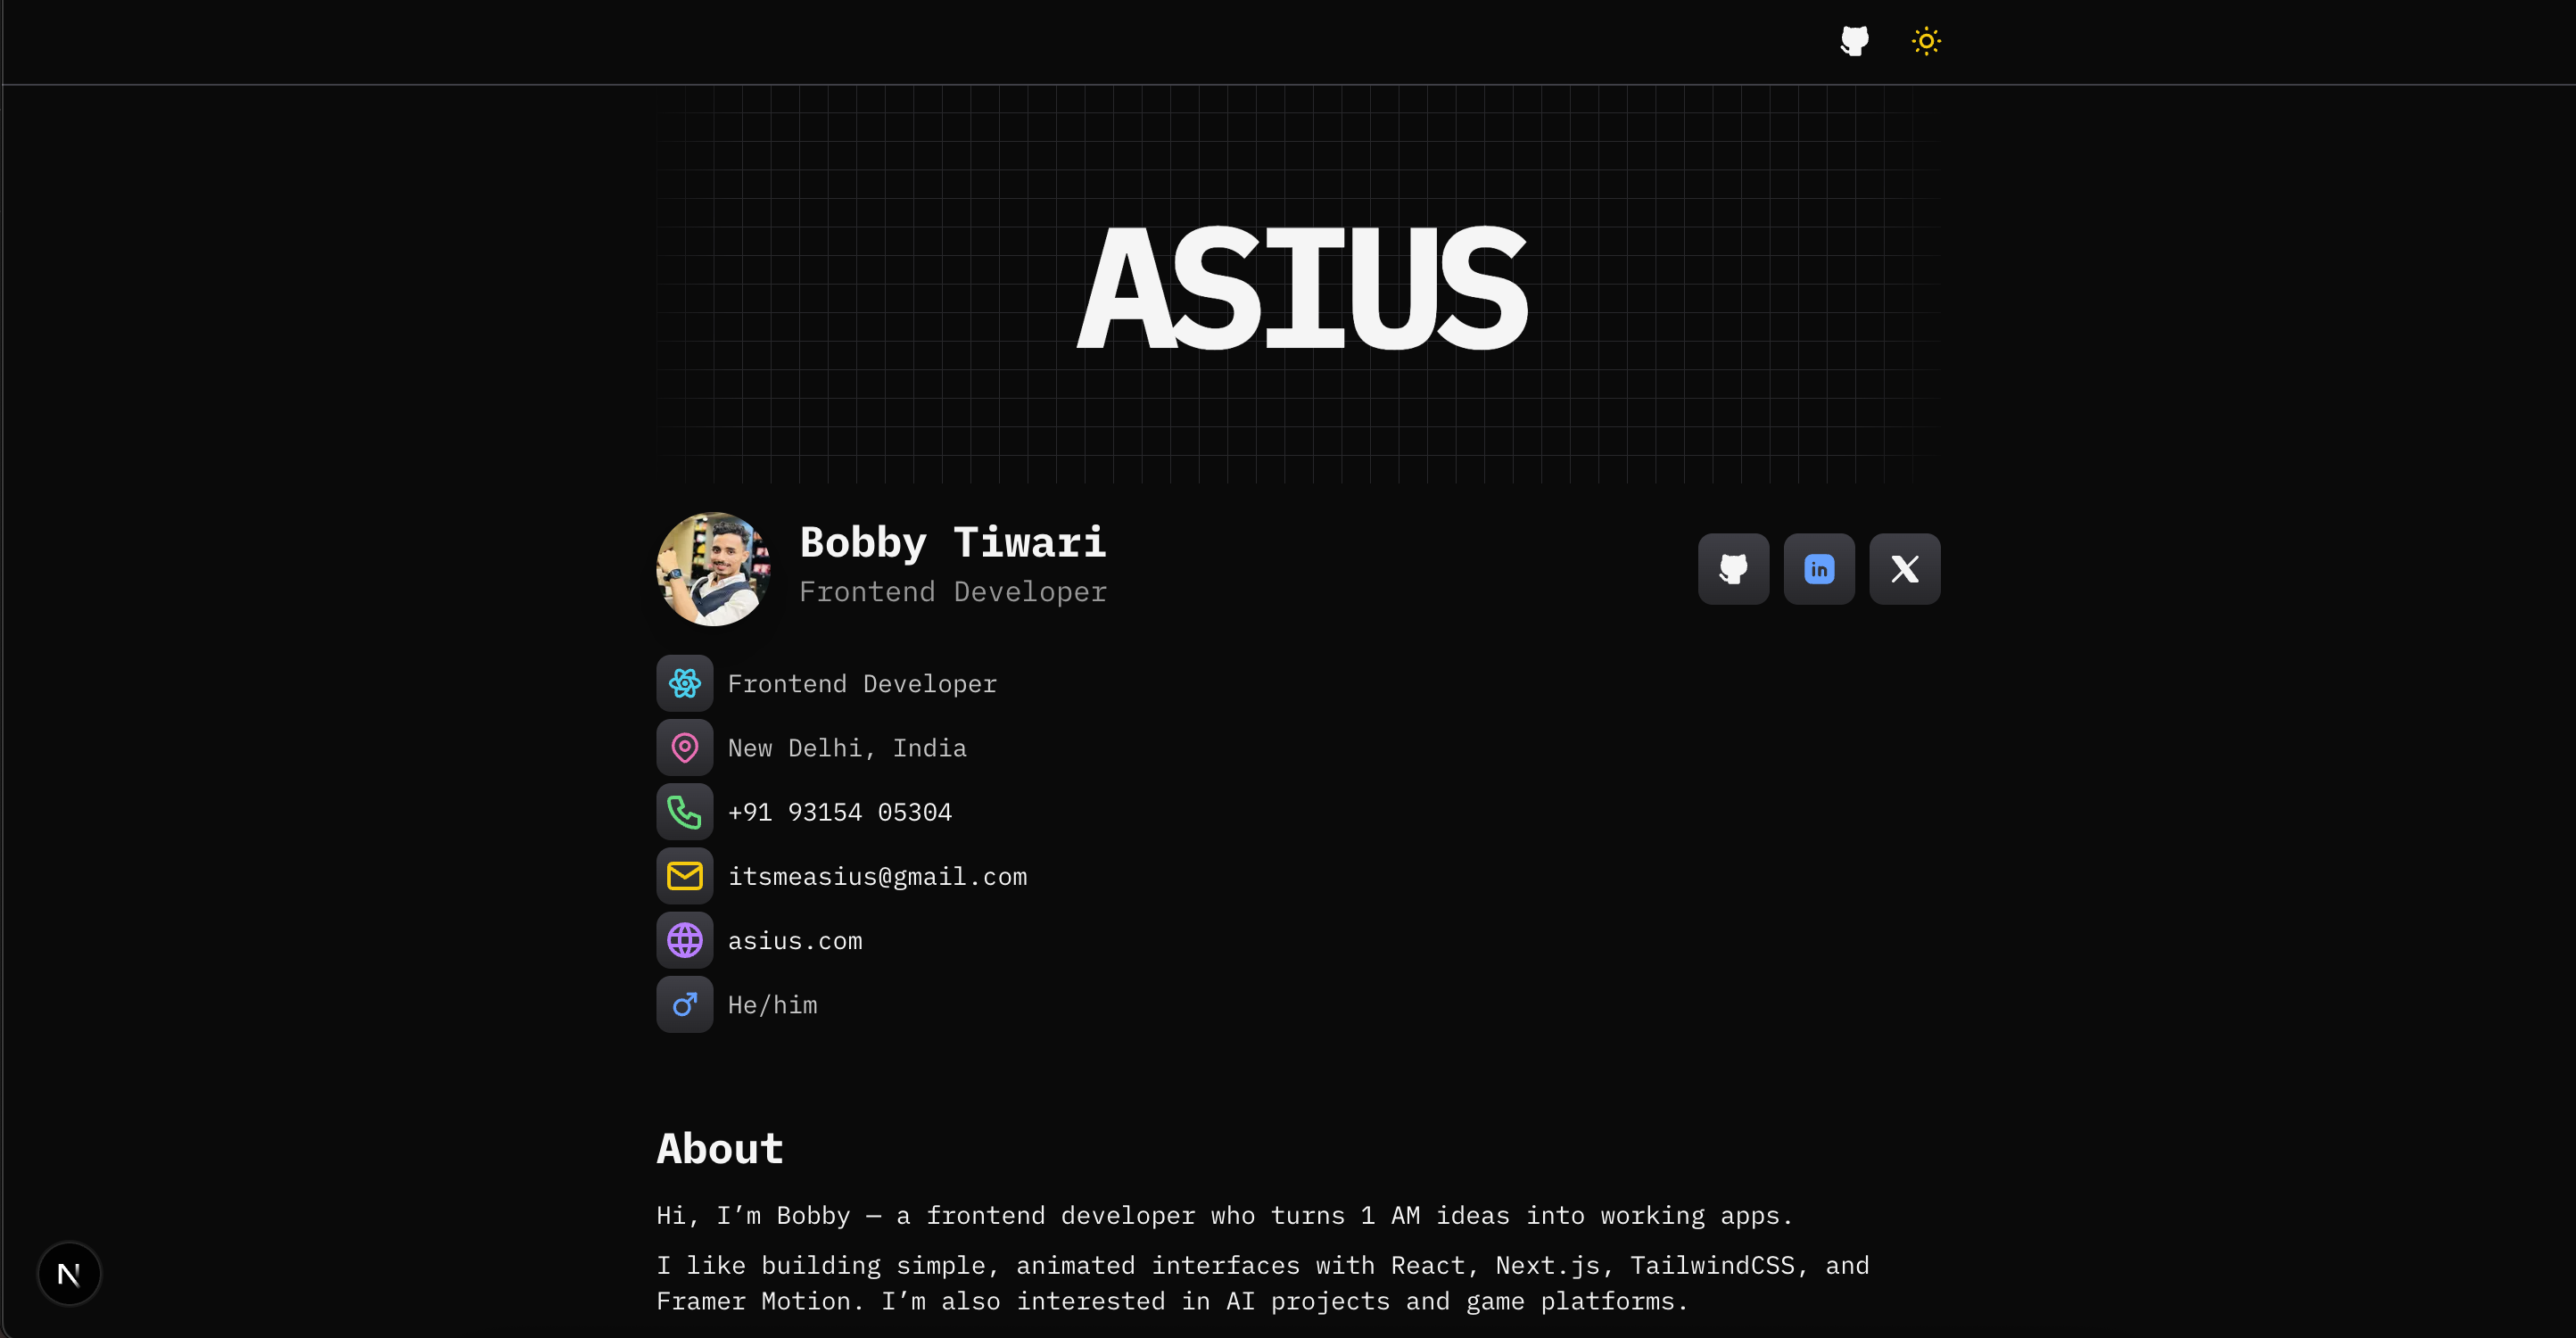 ASIUS
Bobby Tiwari
Frontend Developer
in
X
Frontend Developer
New Delhi, India
+91 93154 05304
itsmeasius@gmail.com
asius.com
He/him
About
Hi, I’m Bobby — a frontend developer who turns 1 AM ideas into working apps.
I like building simple, animated interfaces with React, Next.js, TailwindCSS, and
Framer Motion. I’m also interested in AI projects and game platforms.
N